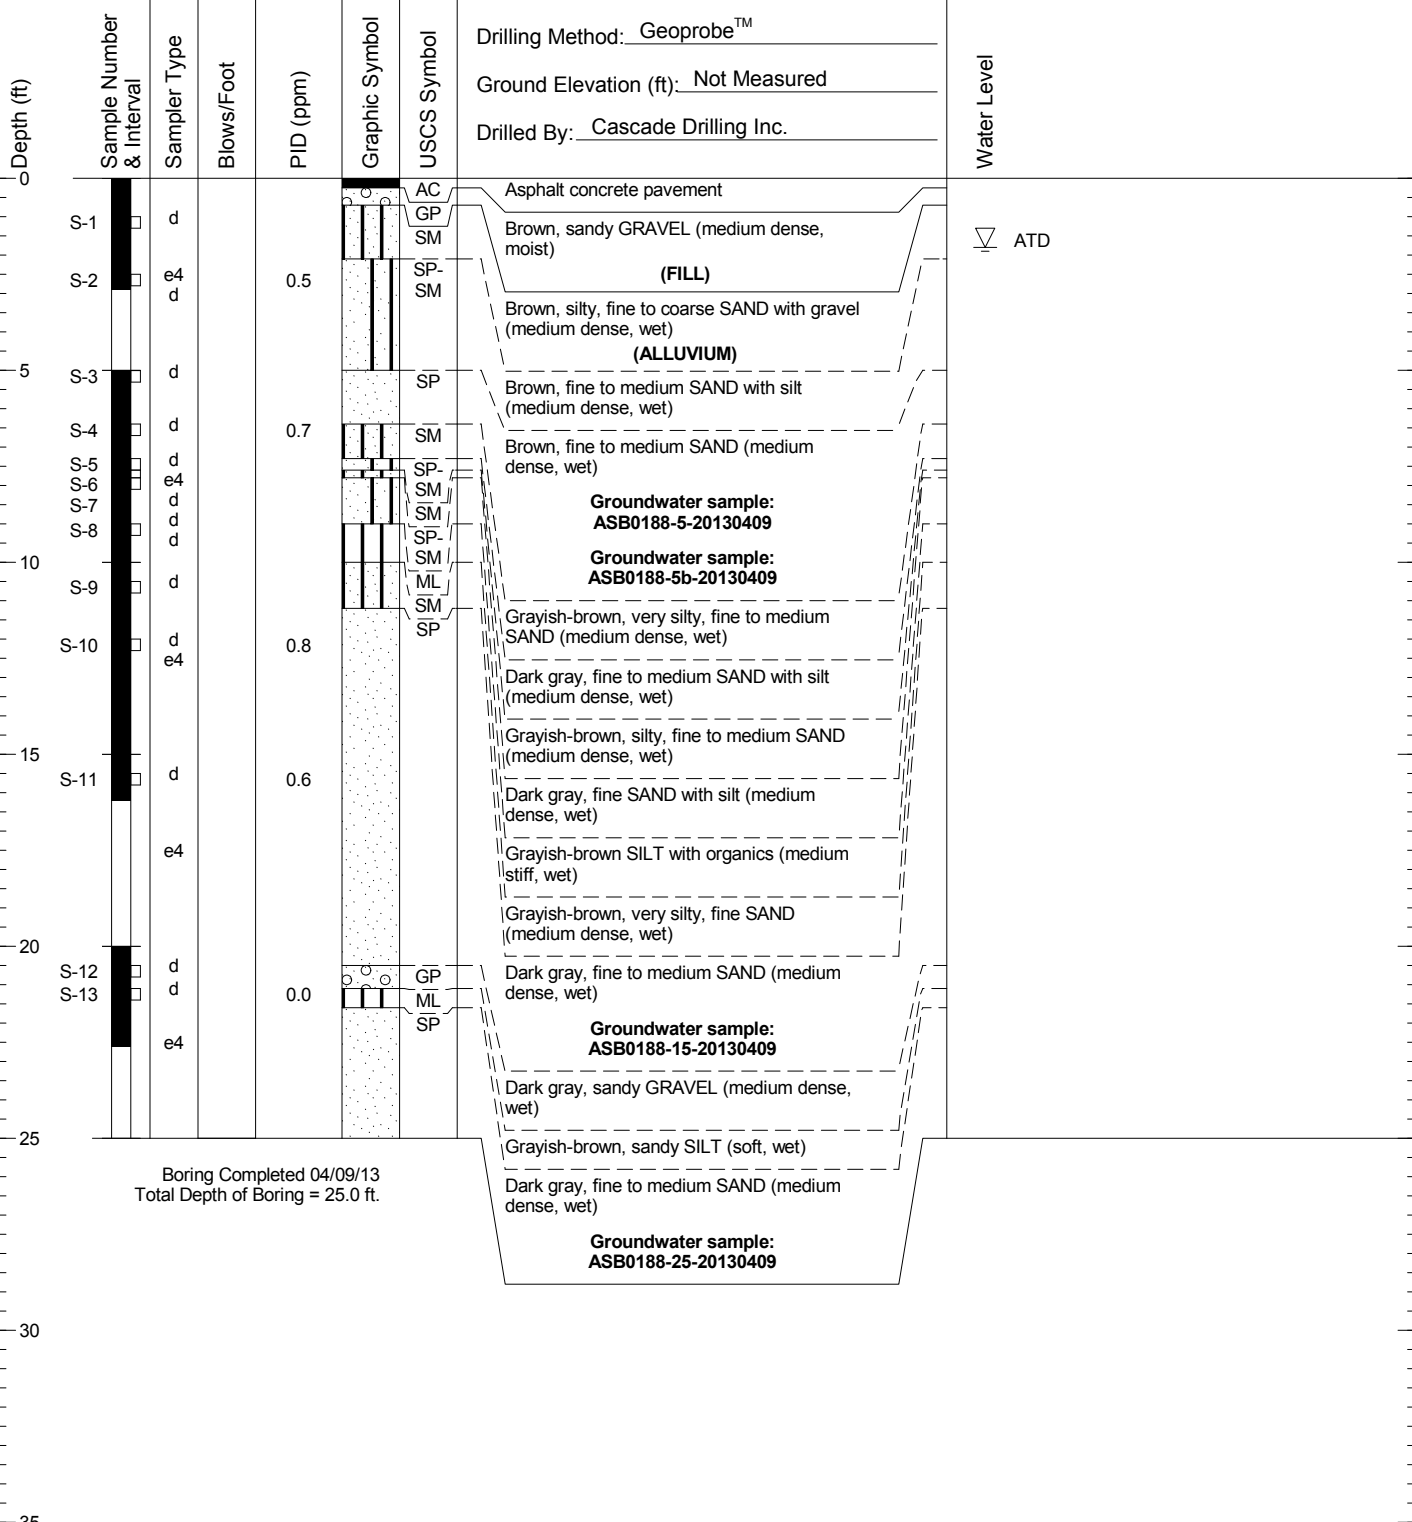 Depth (ft)
Sample Number
& Interval
Sampler Type
Blows/Foot
PID (ppm)
Graphic Symbol
USCS Symbol
Drilling Method: Geoprobe™
Ground Elevation (ft): Not Measured
Drilled By: Cascade Drilling Inc.
Water Level
0
AC
Asphalt concrete pavement
S-1
d
GP
SM
Brown, sandy GRAVEL (medium dense,
moist)
(FILL)
ATD
S-2
e4
d
0.5
SP-
SM
Brown, silty, fine to coarse SAND with gravel
(medium dense, wet)
(ALLUVIUM)
5
S-3
d
SP
Brown, fine to medium SAND with silt
(medium dense, wet)
S-4
d
0.7
SM
Brown, fine to medium SAND (medium
dense, wet)
S-5
d
SP-
SM
S-6
e4
S-7
d
SM
S-8
d
d
SP-
SM
Groundwater sample:
ASB0188-5-20130409
Groundwater sample:
ASB0188-5b-20130409
10
S-9
d
ML
SM
SP
Grayish-brown, very silty, fine to medium
SAND (medium dense, wet)
S-10
d
e4
0.8
Dark gray, fine to medium SAND with silt
(medium dense, wet)
Grayish-brown, silty, fine to medium SAND
(medium dense, wet)
15
S-11
d
0.6
Dark gray, fine SAND with silt (medium
dense, wet)
e4
Grayish-brown SILT with organics (medium
stiff, wet)
Grayish-brown, very silty, fine SAND
(medium dense, wet)
20
S-12
d
GP
Dark gray, fine to medium SAND (medium
dense, wet)
S-13
d
0.0
ML
SP
Groundwater sample:
ASB0188-15-20130409
e4
Dark gray, sandy GRAVEL (medium dense,
wet)
25
Grayish-brown, sandy SILT (soft, wet)
Boring Completed 04/09/13
Total Depth of Boring = 25.0 ft.
Dark gray, fine to medium SAND (medium
dense, wet)
Groundwater sample:
ASB0188-25-20130409
30
35